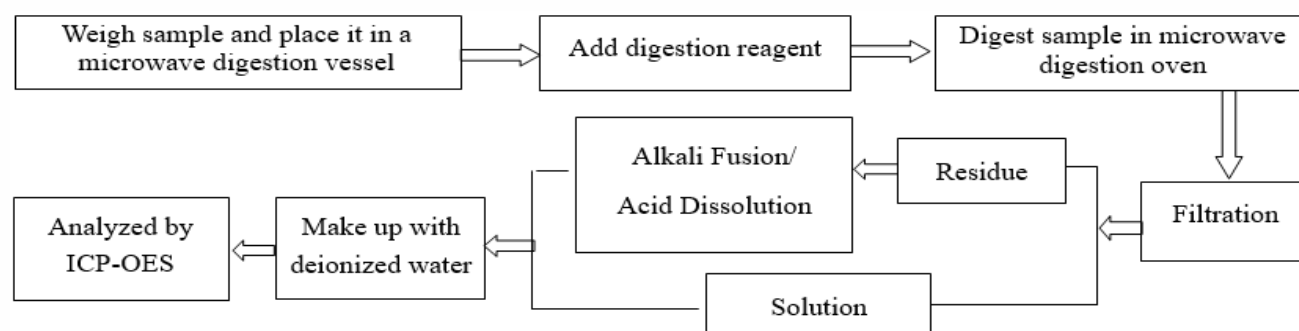 Weigh sample and place it in a
microwave digestion vessel
Add digestion reagent
Digest sample in microwave
digestion oven
Alkali Fusion/
Acid Dissolution
Residue
Filtration
Analyzed by
ICP-OES
Make up with
deionized water
Solution